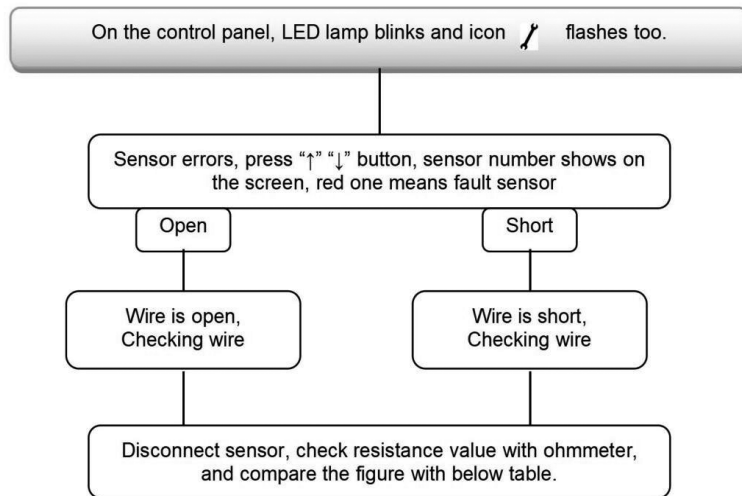 On the control panel, LED lamp blinks and icon flashes too.
Sensor errors, press “↑” “↓” button, sensor number shows on
the screen, red one means fault sensor
Open
Short
Wire is open,
Checking wire
Wire is short,
Checking wire
Disconnect sensor, check resistance value with ohmmeter,
and compare the figure with below table.